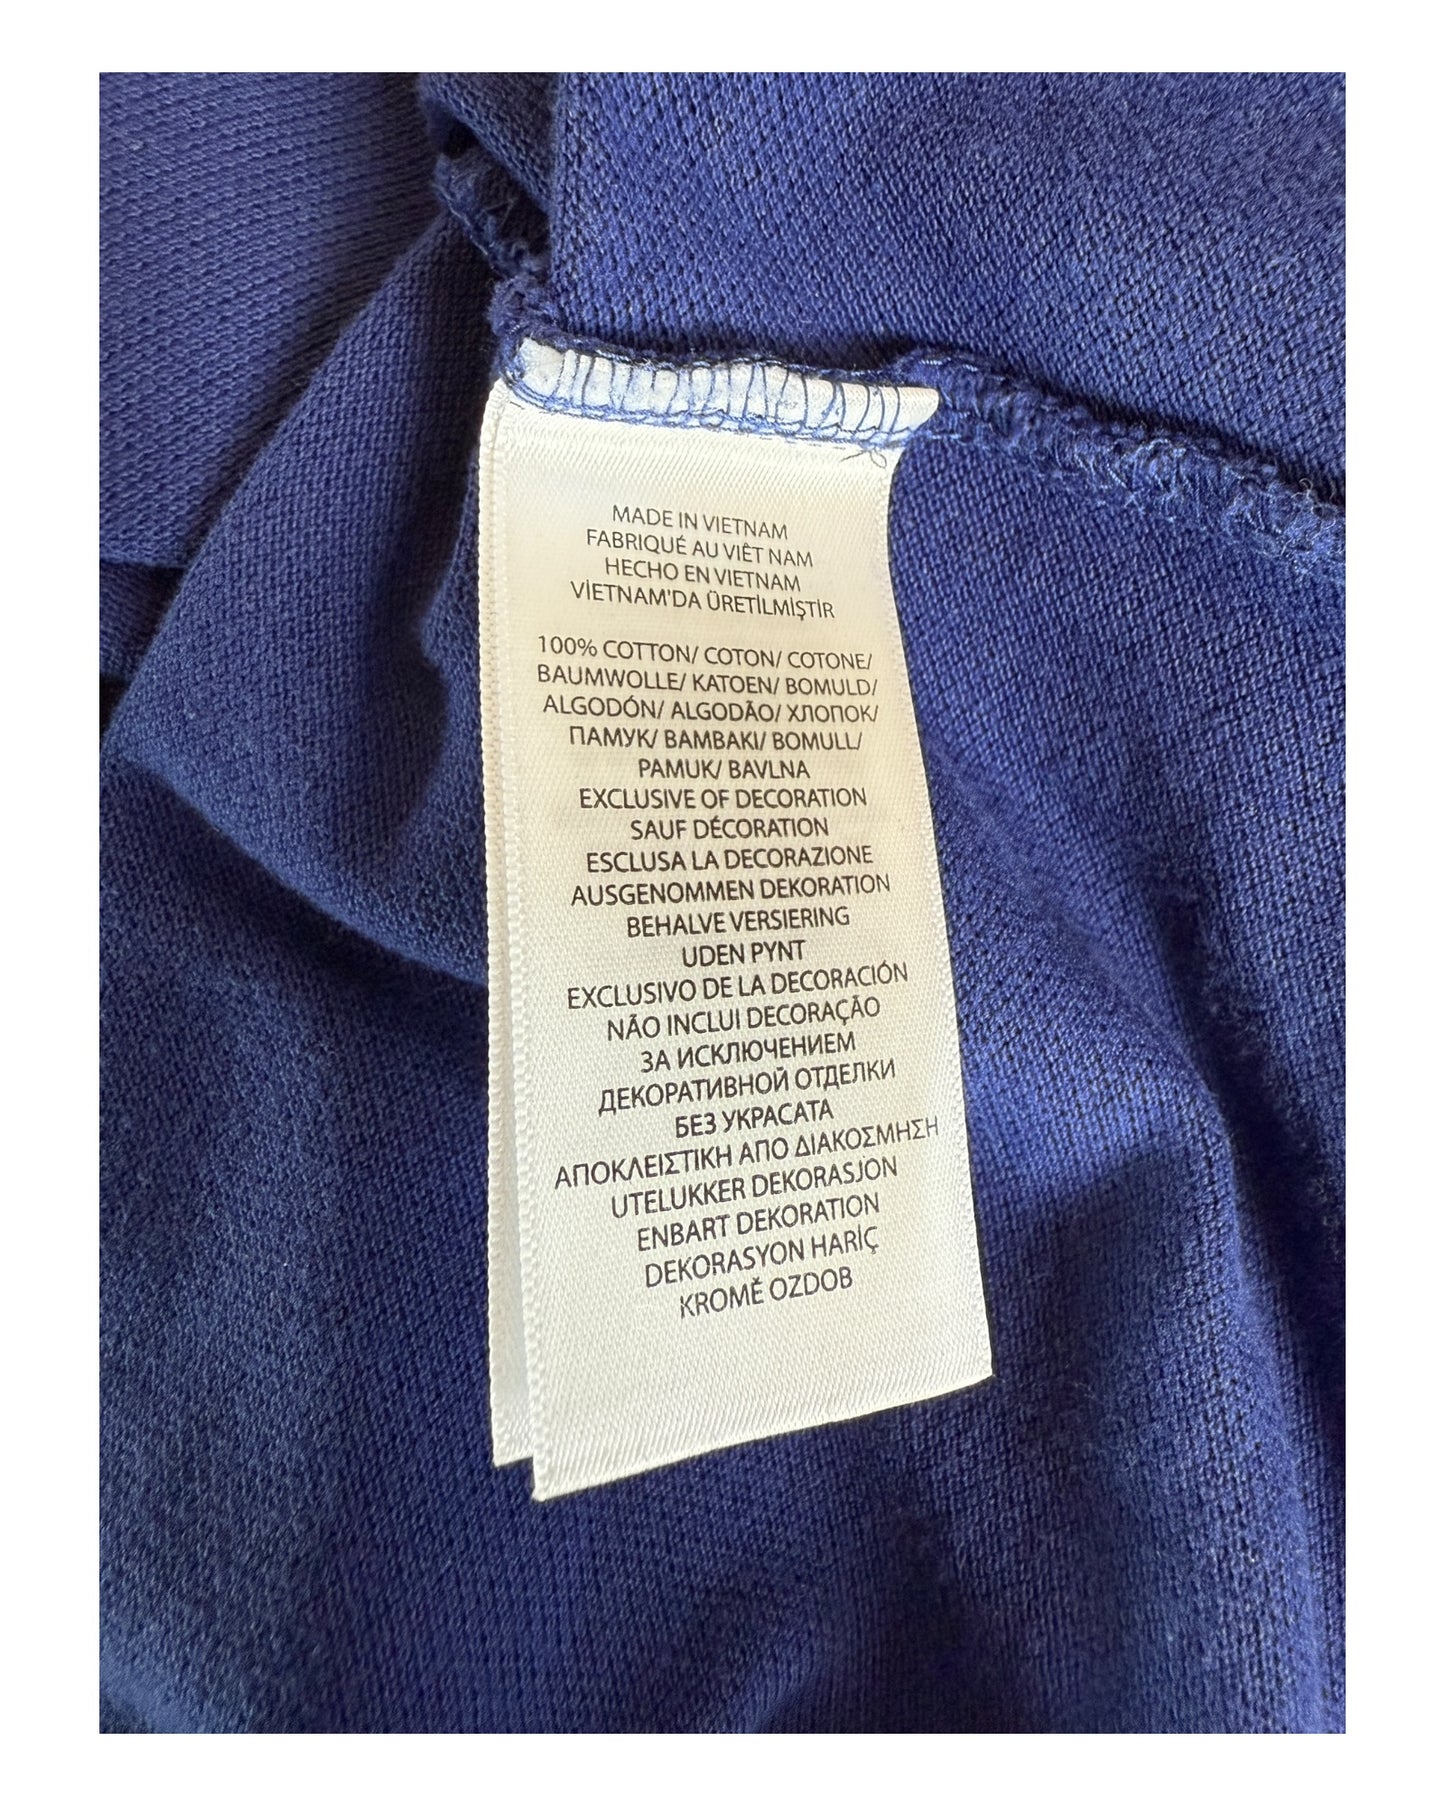 MADE IN VIETNAM
FABRIQUÉ AU VIÊT NAM
HECHO EN VIETNAM
VİETNAM'DA ÜRETİLMİŞTİR
100% COTTON/ COTON/ COTONE/
BAUMWOLLE/ KATOEN/ BOMULD/
ALGODÓN/ ALGODÃO/ ХЛОПОК/
ПАМУК/ BAMBAKI/ BOMULL/
PAMUK/ BAVLNA
EXCLUSIVE OF DECORATION
SAUF DÉCORATION
ESCLUSA LA DECORAZIONE
AUSGENOMMEN DEKORATION
BEHALVE VERSIERING
UDEN PYNT
EXCLUSIVO DE LA DECORACIÓN
NÃO INCLUI DECORAÇÃO
ЗА ИСКЛЮЧЕНИЕМ
ДЕКОРАТИВНОЙ ОТДЕЛКИ
БЕЗ УКРАСАТА
ΑΠΟΚΛΕΙΣΤΙΚΗ ΑΠΟ ΔΙΑΚΟΣΜΗΣΗ
UTELUKKER DEKORASJON
ENBART DEKORATION
DEKORASYON HARİÇ
KROMĚ OZDOB